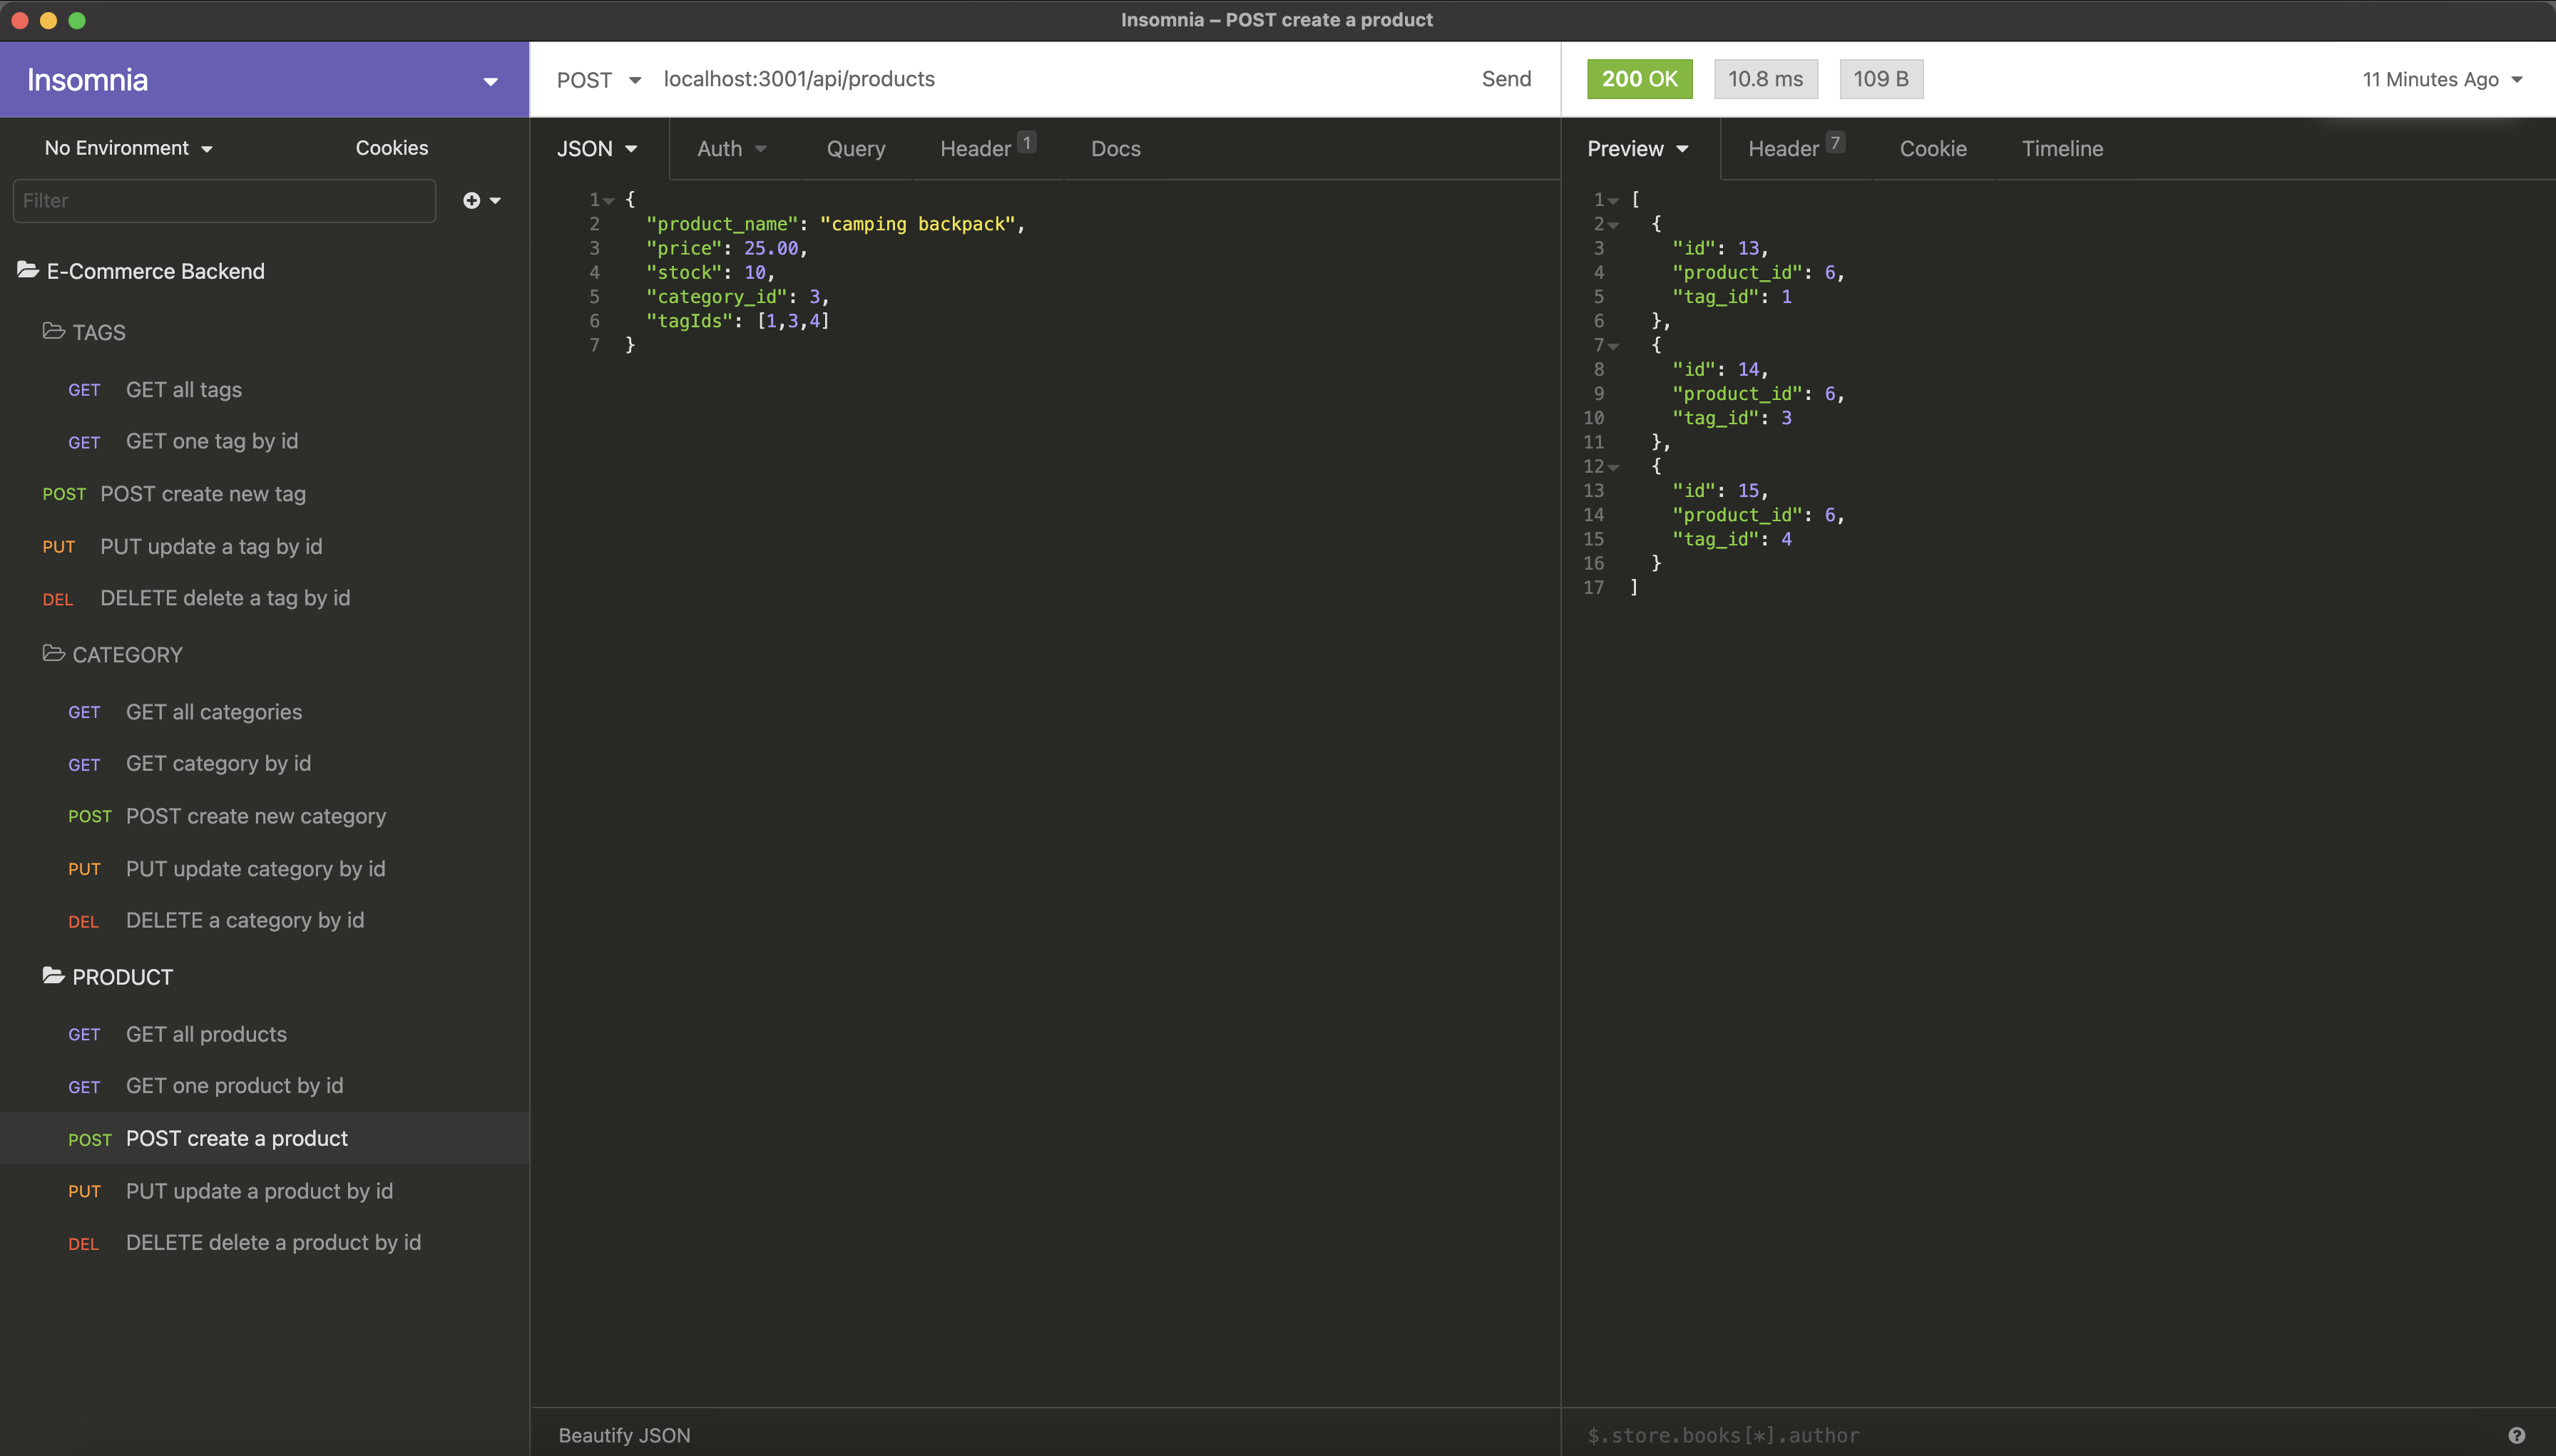 Insomnia – POST create a product
Insomnia
No Environment
Cookies
Filter
E-Commerce Backend
TAGS
GET GET all tags
GET GET one tag by id
POST POST create new tag
PUT PUT update a tag by id
DEL DELETE delete a tag by id
CATEGORY
GET GET all categories
GET GET category by id
POST POST create new category
PUT PUT update category by id
DEL DELETE a category by id
PRODUCT
GET GET all products
GET GET one product by id
POST POST create a product
PUT PUT update a product by id
DEL DELETE delete a product by id
POST localhost:3001/api/products Send
JSON Auth Query Header 1 Docs
1 {
2 "product_name": "camping backpack",
3 "price": 25.00,
4 "stock": 10,
5 "category_id": 3,
6 "tagIds": [1,3,4]
7 }
Beautify JSON
200 OK 10.8 ms 109 B 11 Minutes Ago
Preview Header 7 Cookie Timeline
1 [
2 {
3 "id": 13,
4 "product_id": 6,
5 "tag_id": 1
6 },
7 {
8 "id": 14,
9 "product_id": 6,
10 "tag_id": 3
11 },
12 {
13 "id": 15,
14 "product_id": 6,
15 "tag_id": 4
16 }
17 ]
$.store.books[*].author ?